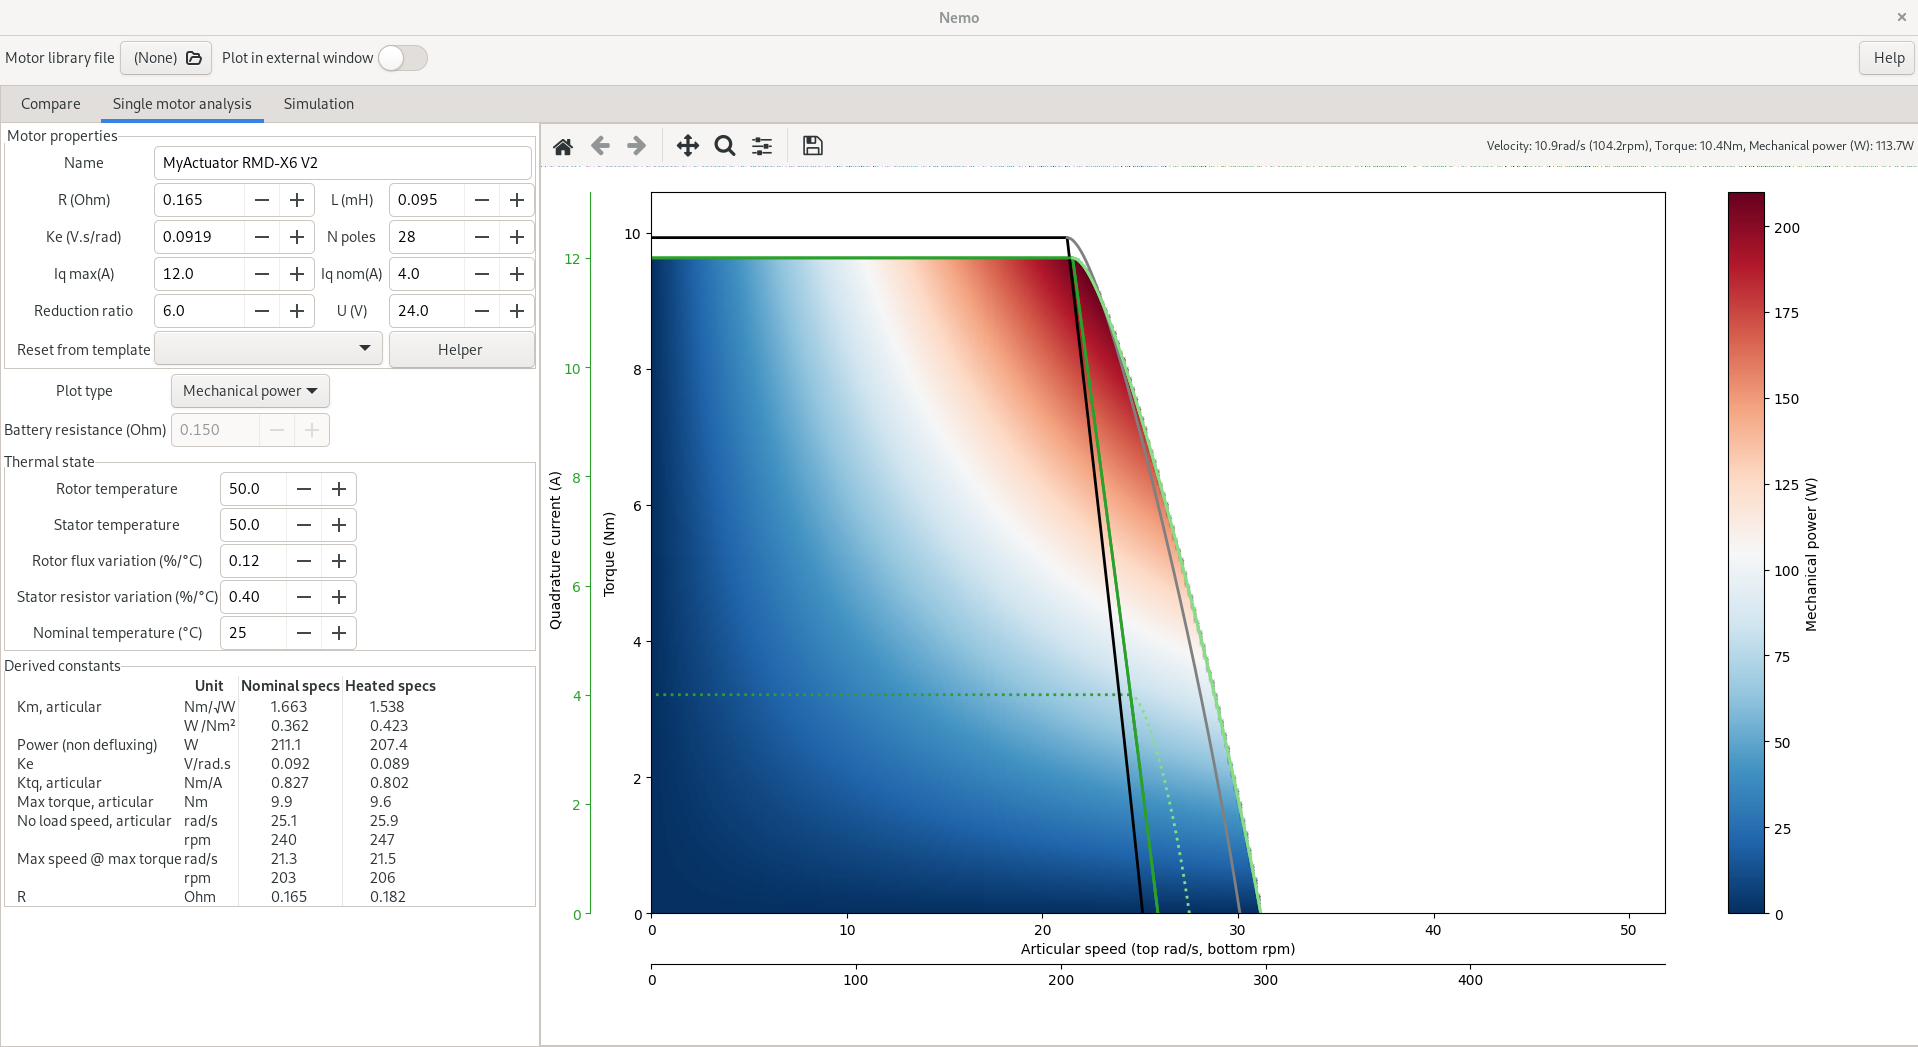 Nemo
Motor library file (None) Plot in external window Help
Compare Single motor analysis Simulation
Motor properties
Name MyActuator RMD-X6 V2
R (Ohm) 0.165 L (mH) 0.095
Ke (V.s/rad) 0.0919 N poles 28
Iq max(A) 12.0 Iq nom(A) 4.0
Reduction ratio 6.0 U (V) 24.0
Reset from template Helper
Plot type Mechanical power
Battery resistance (Ohm) 0.150
Thermal state
Rotor temperature 50.0
Stator temperature 50.0
Rotor flux variation (%/°C) 0.12
Stator resistor variation (%/°C) 0.40
Nominal temperature (°C) 25
Derived constants
Unit Nominal specs Heated specs
Km, articular Nm/√W 1.663 1.538
W /Nm² 0.362 0.423
Power (non defluxing) W 211.1 207.4
Ke V/rad.s 0.092 0.089
Ktq, articular Nm/A 0.827 0.802
Max torque, articular Nm 9.9 9.6
No load speed, articular rad/s 25.1 25.9
rpm 240 247
Max speed @ max torque rad/s 21.3 21.5
rpm 203 206
R Ohm 0.165 0.182
Velocity: 10.9rad/s (104.2rpm), Torque: 10.4Nm, Mechanical power (W): 113.7W
Quadrature current (A)
12
10
8
6
4
2
0
Torque (Nm)
10
8
6
4
2
0
0 10 20 30 40 50
Articular speed (top rad/s, bottom rpm)
0 100 200 300 400
200
175
150
125
100
75
50
25
0
Mechanical power (W)